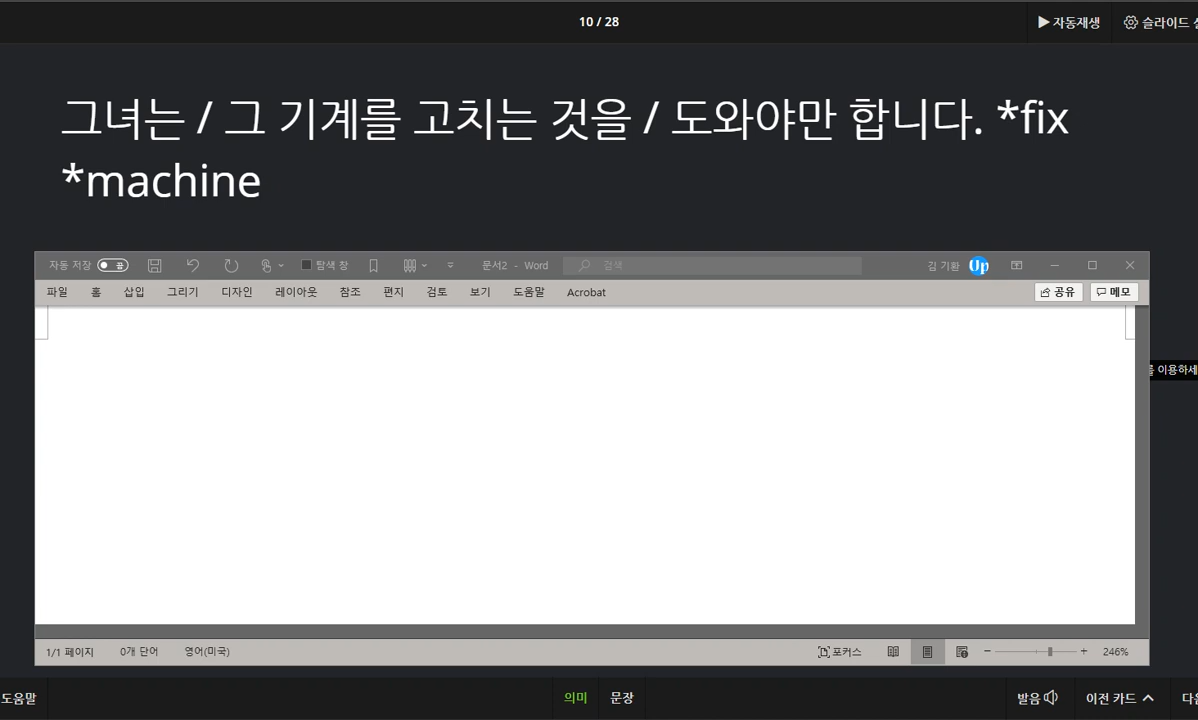 10 / 28
▶ 자동재생
슬라이드
그녀는 / 그 기계를 고치는 것을 / 도와야만 합니다. *fix
*machine
자동 저장 끔 탐색 창 문서2 - Word 검색 김 기환 Up
파일 홈 삽입 그리기 디자인 레이아웃 참조 편지 검토 보기 도움말 Acrobat 공유 메모
를 이용하세
1/1 페이지 0개 단어 영어(미국) 포커스 - + 246%
도움말 의미 문장 발음 이전 카드 다음